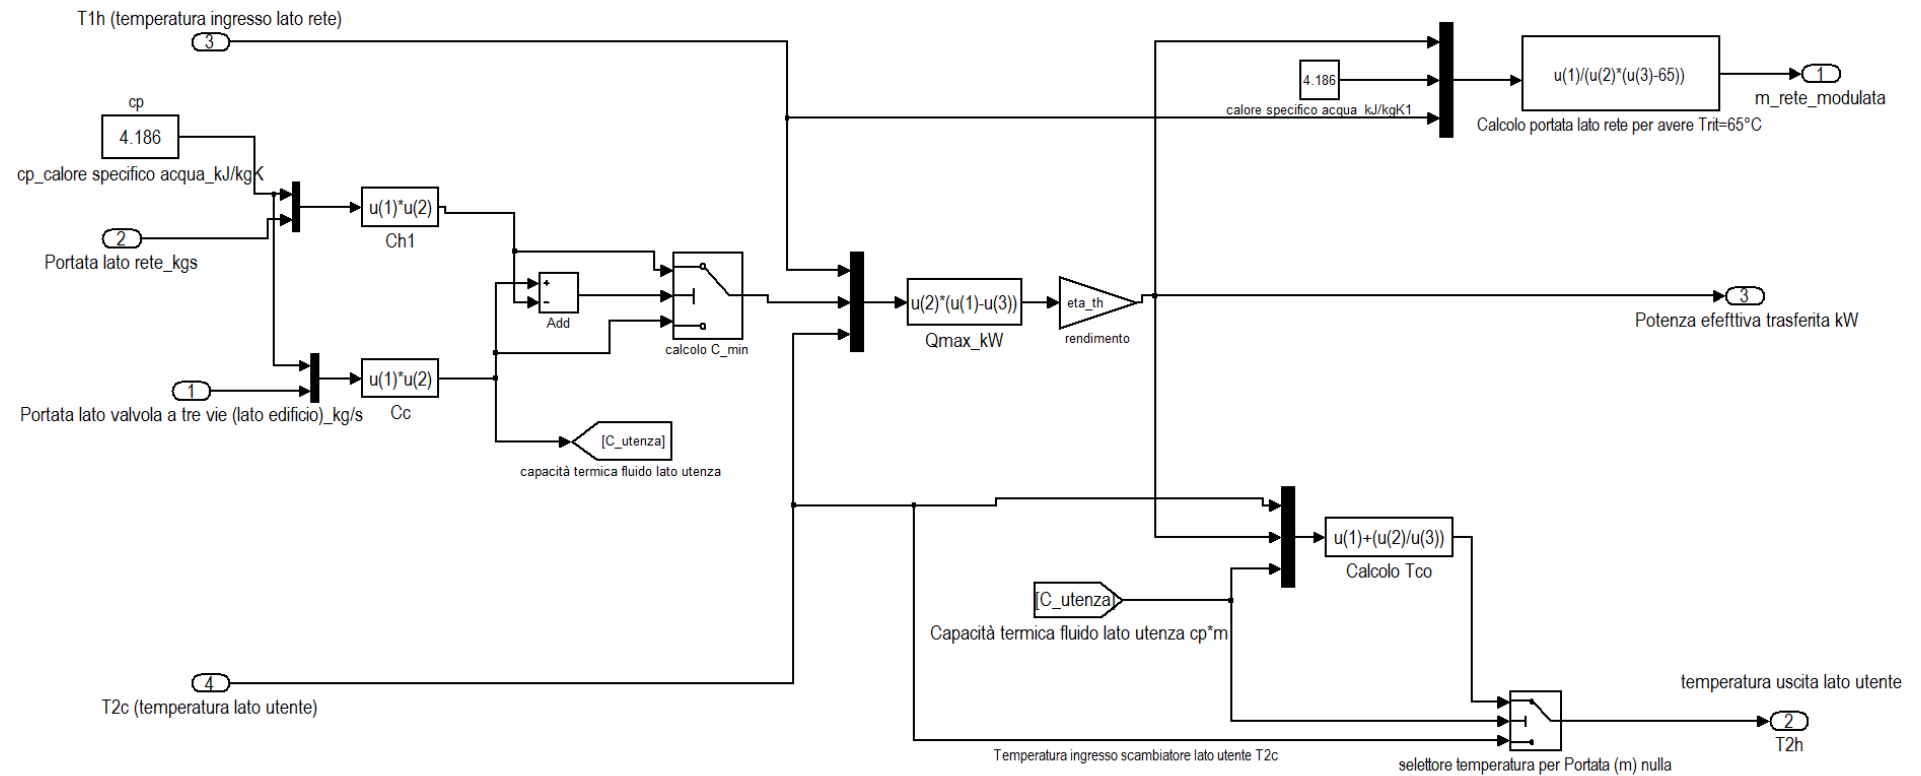 T1h (temperatura ingresso lato rete)
3
cp
4.186
cp_calore specifico acqua_kJ/kgK
2
Portata lato rete_kgs
1
Portata lato valvola a tre vie (lato edificio)_kg/s
u(1)*u(2)
Ch1
u(1)*u(2)
Cc
+
−
Add
calcolo C_min
[C_utenza]
capacità termica fluido lato utenza
u(2)*(u(1)-u(3))
Qmax_kW
eta_th
rendimento
4.186
calore specifico acqua kJ/kgK1
u(1)/(u(2)*(u(3)-65))
Calcolo portata lato rete per avere Trit=65°C
1
m_rete_modulata
3
Potenza efefttiva trasferita kW
u(1)+(u(2)/u(3))
Calcolo Tco
[C_utenza]
Capacità termica fluido lato utenza cp*m
4
T2c (temperatura lato utente)
Temperatura ingresso scambiatore lato utente T2c
selettore temperatura per Portata (m) nulla
temperatura uscita lato utente
2
T2h